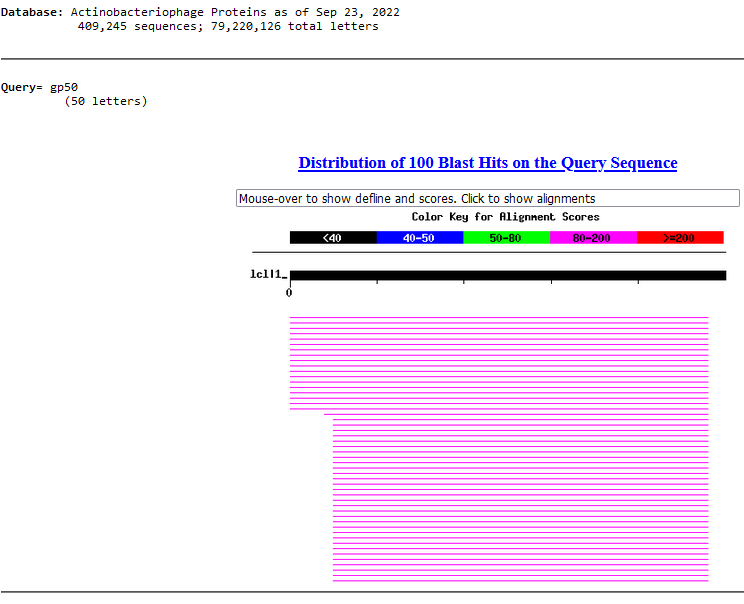 Database: Actinobacteriophage Proteins as of Sep 23, 2022
409,245 sequences; 79,220,126 total letters
Query= gp50
(50 letters)
Distribution of 100 Blast Hits on the Query Sequence
Mouse-over to show defline and scores. Click to show alignments
Color Key for Alignment Scores
<40 40-50 50-80 80-200 >=200
lcl|1_
0